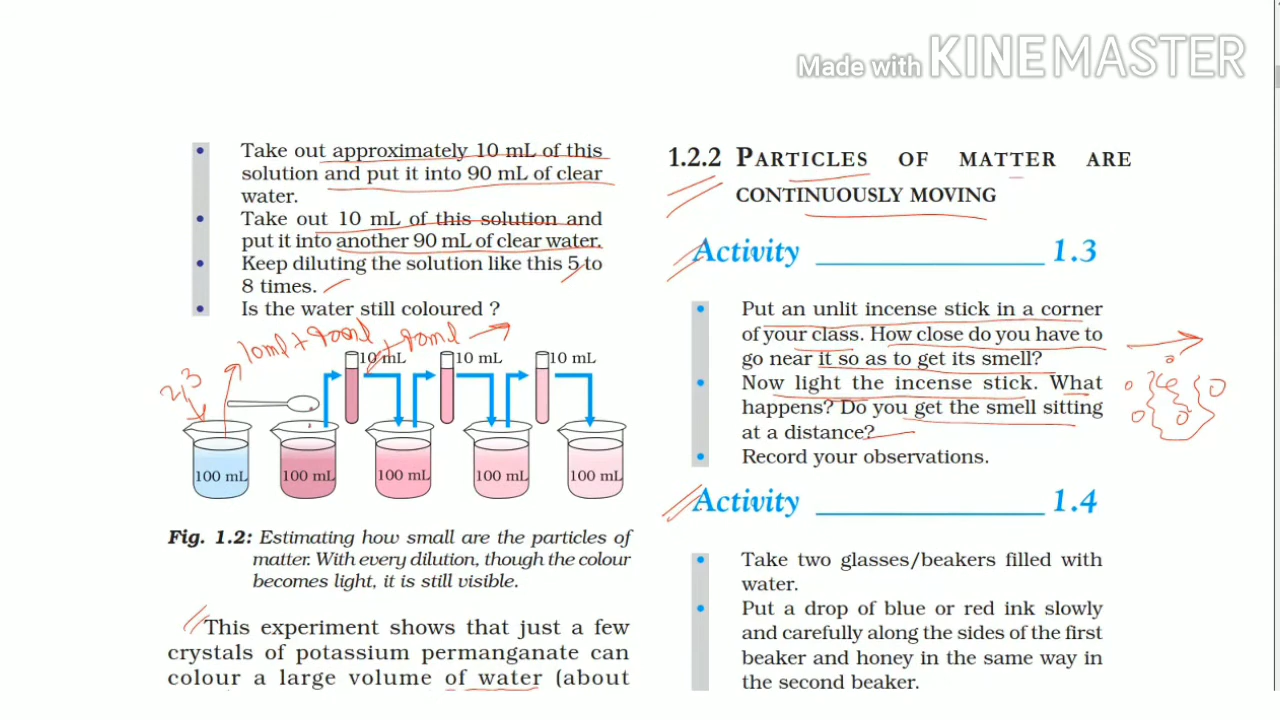 Made with KINEMASTER
• Take out approximately 10 mL of this
solution and put it into 90 mL of clear
water.
• Take out 10 mL of this solution and
put it into another 90 mL of clear water.
• Keep diluting the solution like this 5 to
8 times.
• Is the water still coloured ?
2,3
10ml + 900ml + 90ml
10 mL 10 mL 10 mL
100 mL 100 mL 100 mL 100 mL 100 mL
Fig. 1.2: Estimating how small are the particles of
matter. With every dilution, though the colour
becomes light, it is still visible.
This experiment shows that just a few
crystals of potassium permanganate can
colour a large volume of water (about
1.2.2 PARTICLES OF MATTER ARE
CONTINUOUSLY MOVING
Activity ______________ 1.3
• Put an unlit incense stick in a corner
of your class. How close do you have to
go near it so as to get its smell?
• Now light the incense stick. What
happens? Do you get the smell sitting
at a distance?
• Record your observations.
Activity ______________ 1.4
• Take two glasses/beakers filled with
water.
• Put a drop of blue or red ink slowly
and carefully along the sides of the first
beaker and honey in the same way in
the second beaker.